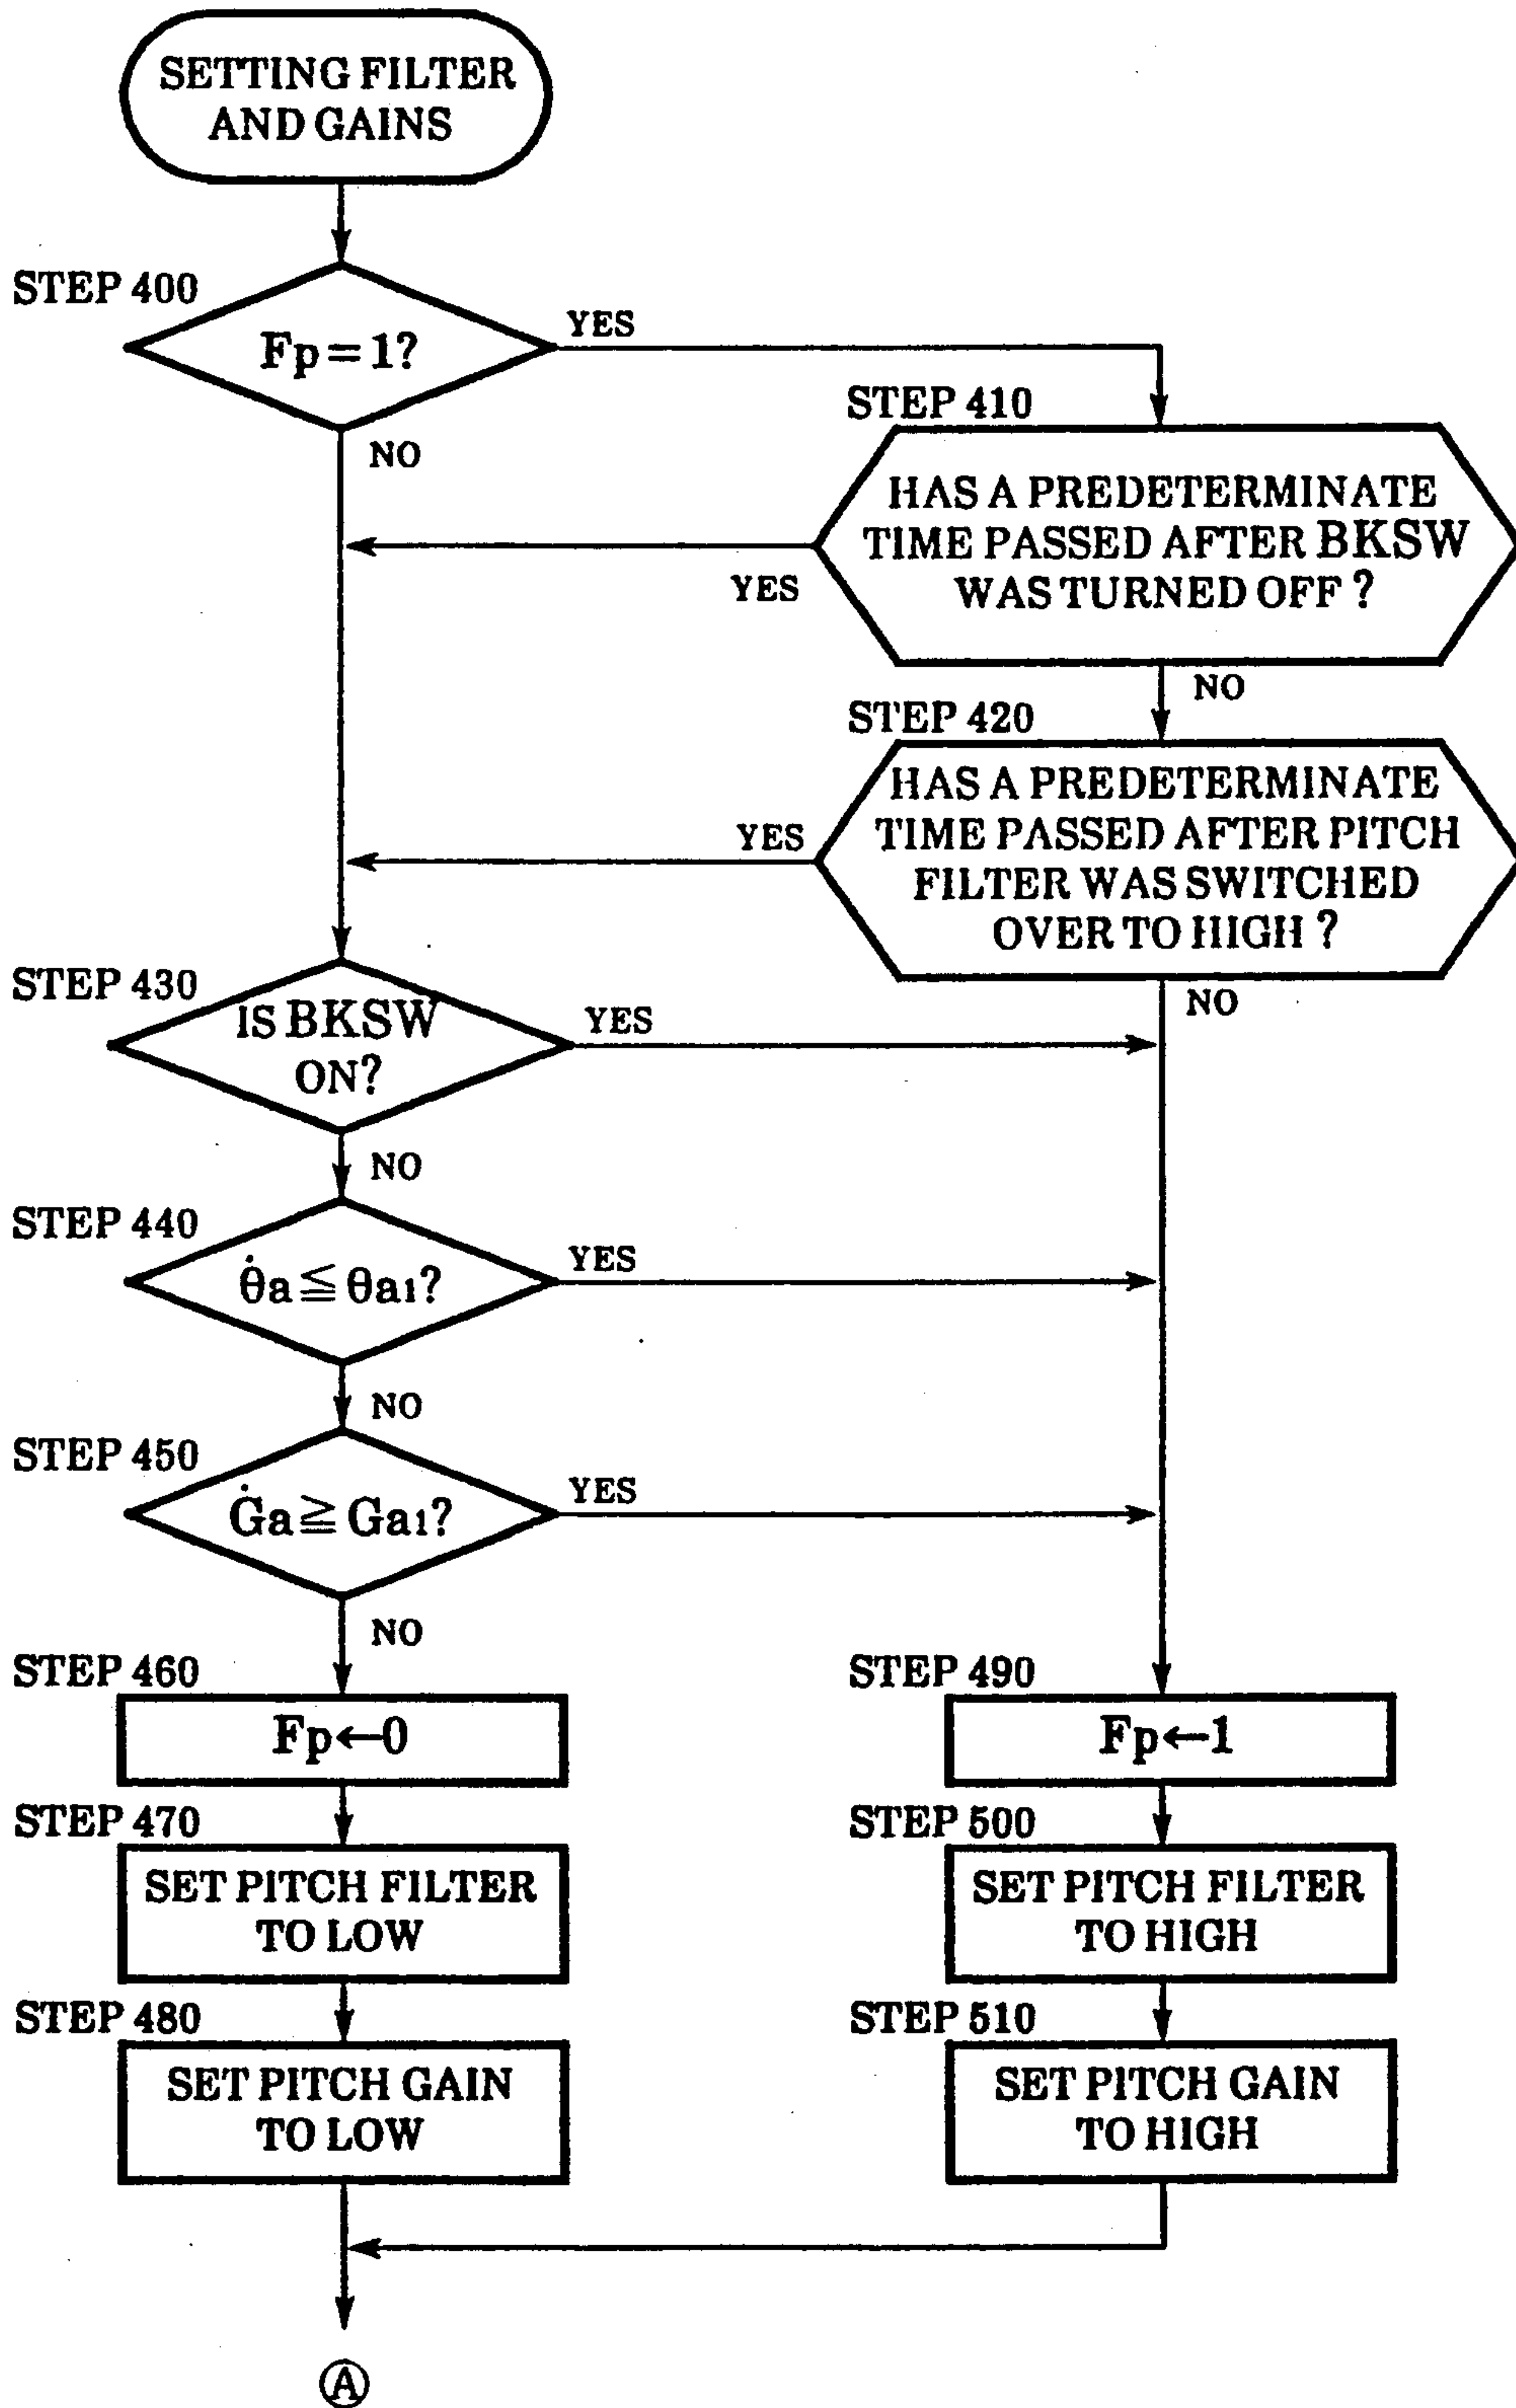 SETTING FILTER
AND GAINS
STEP 400
Fp = 1?
YES
NO
STEP 410
HAS A PREDETERMINATE
TIME PASSED AFTER BKSW
WAS TURNED OFF ?
YES
NO
STEP 420
HAS A PREDETERMINATE
TIME PASSED AFTER PITCH
FILTER WAS SWITCHED
OVER TO HIGH ?
YES
NO
STEP 430
IS BKSW
ON?
YES
NO
STEP 440
θ̇a ≦ θa1?
YES
NO
STEP 450
Ġa ≧ Ga1?
YES
NO
STEP 460
Fp←0
STEP 470
SET PITCH FILTER
TO LOW
STEP 480
SET PITCH GAIN
TO LOW
STEP 490
Fp←1
STEP 500
SET PITCH FILTER
TO HIGH
STEP 510
SET PITCH GAIN
TO HIGH
Ⓐ